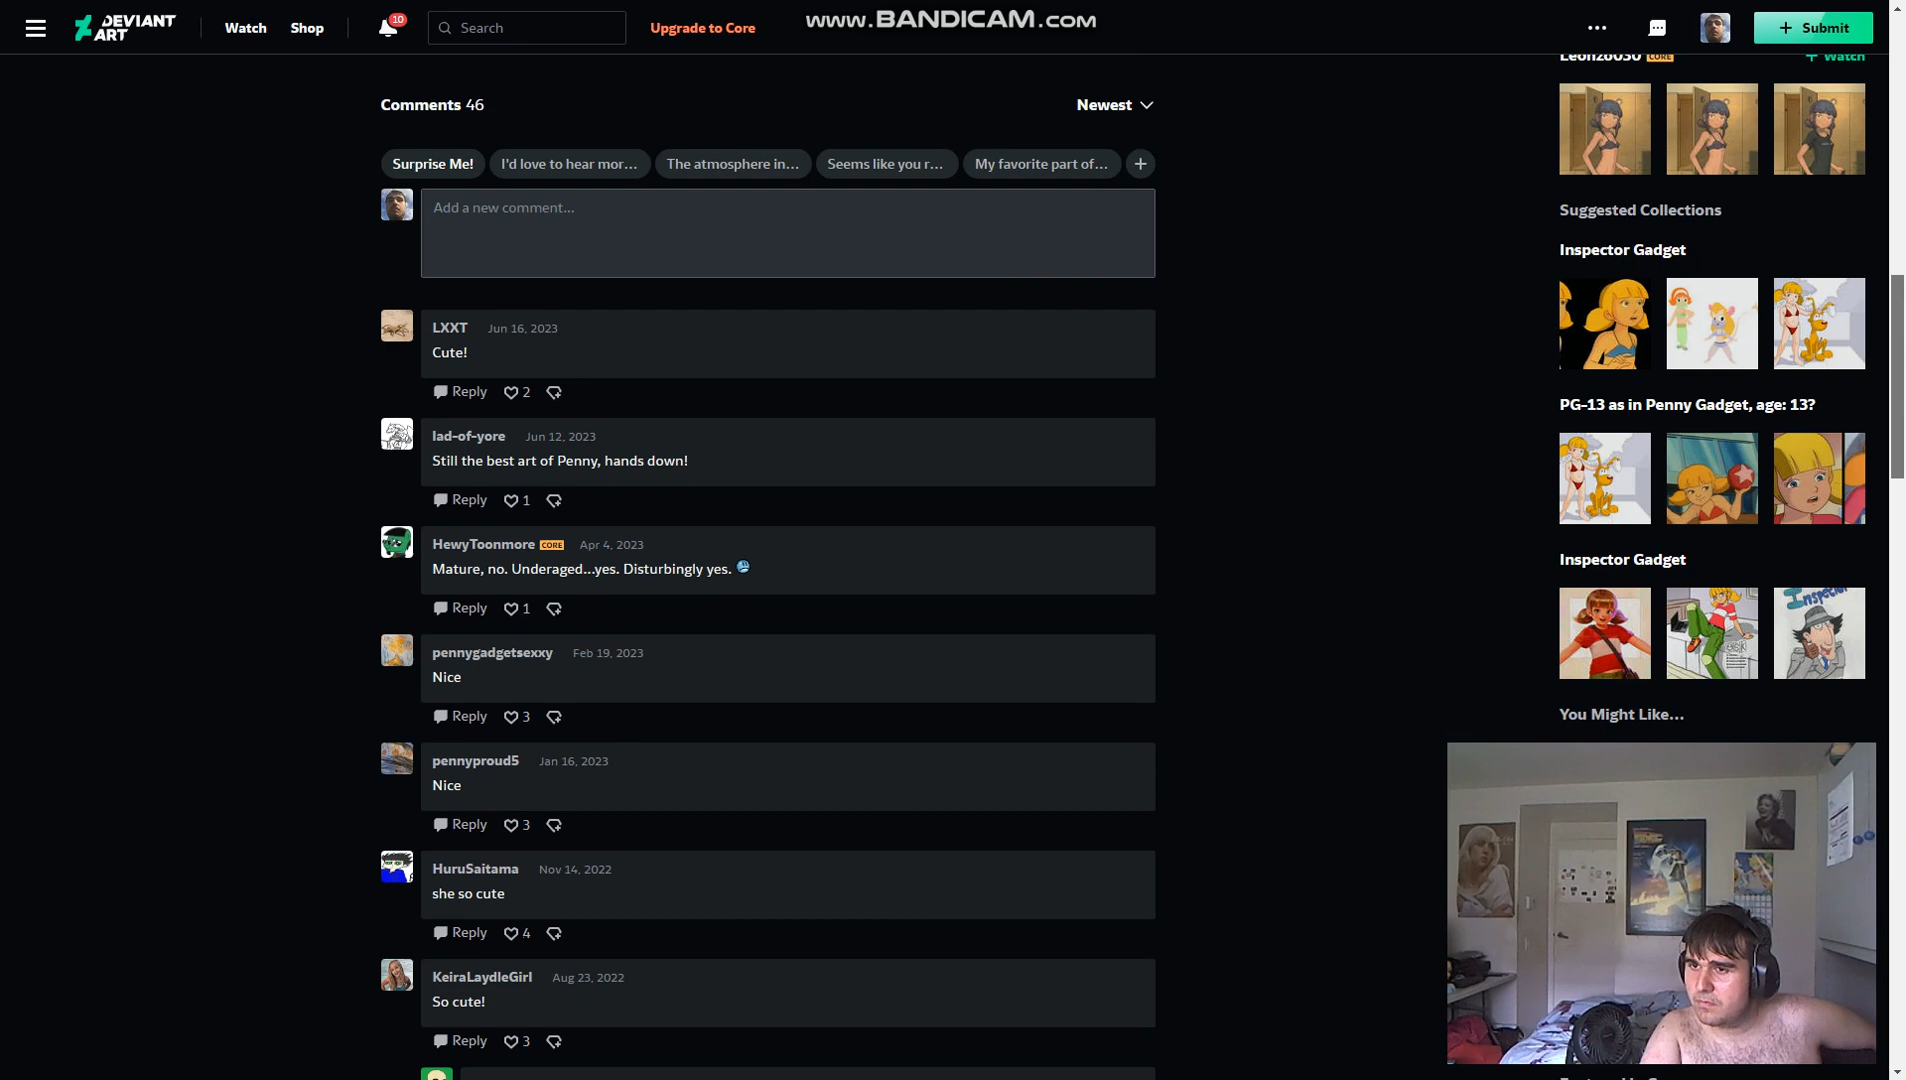 DEVIANT
ART
Watch
Shop
10
Search
Upgrade to Core
www.BANDICAM.com
Submit
Leon2003O CORE
Watch
Comments 46
Newest
Surprise Me!
I'd love to hear mor...
The atmosphere in...
Seems like you r...
My favorite part of...
Add a new comment...
Suggested Collections
Inspector Gadget
LXXT Jun 16, 2023
Cute!
Reply 2
PG-13 as in Penny Gadget, age: 13?
lad-of-yore Jun 12, 2023
Still the best art of Penny, hands down!
Reply 1
HewyToonmore CORE Apr 4, 2023
Mature, no. Underaged...yes. Disturbingly yes.
Reply 1
Inspector Gadget
pennygadgetsexxy Feb 19, 2023
Nice
Reply 3
You Might Like...
pennyproud5 Jan 16, 2023
Nice
Reply 3
HuruSaitama Nov 14, 2022
she so cute
Reply 4
KeiraLaydleGirl Aug 23, 2022
So cute!
Reply 3